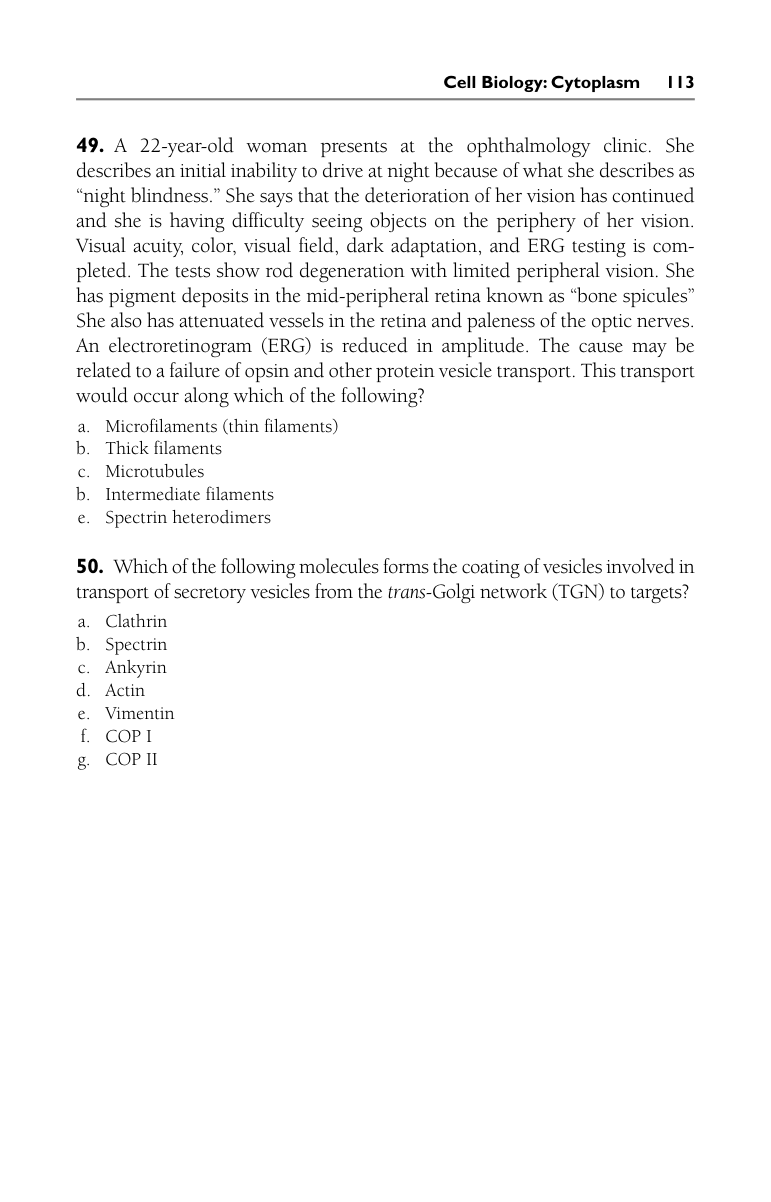 Cell Biology: Cytoplasm 113
49. A 22-year-old woman presents at the ophthalmology clinic. She
describes an initial inability to drive at night because of what she describes as
“night blindness.” She says that the deterioration of her vision has continued
and she is having difficulty seeing objects on the periphery of her vision.
Visual acuity, color, visual field, dark adaptation, and ERG testing is com-
pleted. The tests show rod degeneration with limited peripheral vision. She
has pigment deposits in the mid-peripheral retina known as “bone spicules”
She also has attenuated vessels in the retina and paleness of the optic nerves.
An electroretinogram (ERG) is reduced in amplitude. The cause may be
related to a failure of opsin and other protein vesicle transport. This transport
would occur along which of the following?
a. Microfilaments (thin filaments)
b. Thick filaments
c. Microtubules
b. Intermediate filaments
e. Spectrin heterodimers
50. Which of the following molecules forms the coating of vesicles involved in
transport of secretory vesicles from the trans-Golgi network (TGN) to targets?
a. Clathrin
b. Spectrin
c. Ankyrin
d. Actin
e. Vimentin
f. COP I
g. COP II